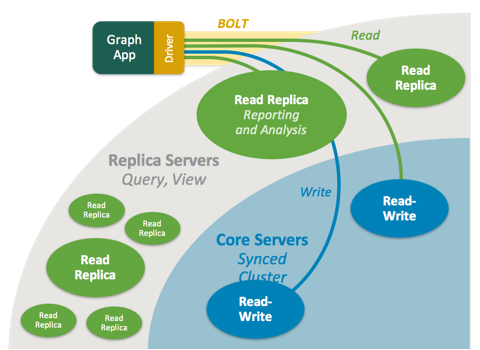 BOLT
Graph
App
Driver
Read
Read
Replica
Read Replica
Reporting
and Analysis
Replica Servers
Query, View
Write
Read-
Write
Read
Replica
Read
Replica
Read
Replica
Core Servers
Synced
Cluster
Read-
Write
Read
Replica
Read
Replica